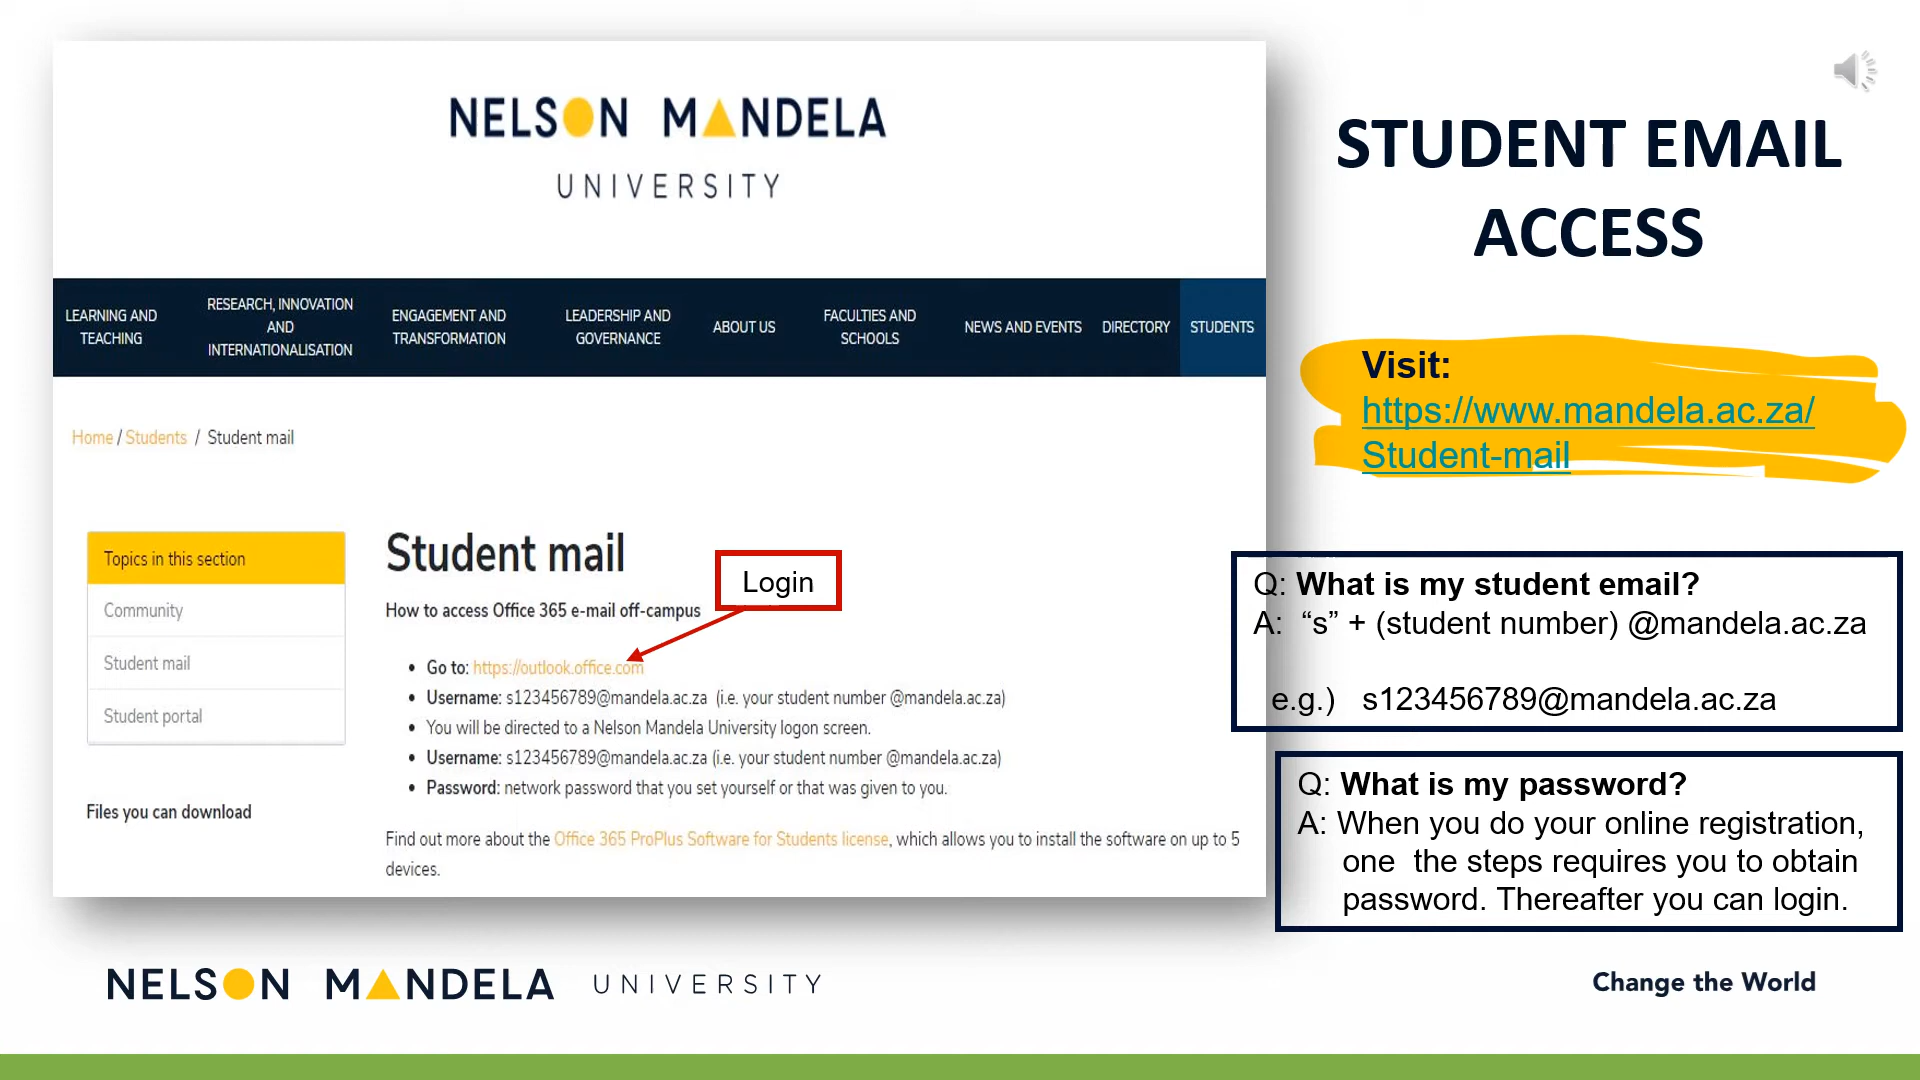 NELSON MANDELA
UNIVERSITY
LEARNING AND
TEACHING
RESEARCH, INNOVATION
AND
INTERNATIONALISATION
ENGAGEMENT AND
TRANSFORMATION
LEADERSHIP AND
GOVERNANCE
ABOUT US
FACULTIES AND
SCHOOLS
NEWS AND EVENTS
DIRECTORY
STUDENTS
Home / Students / Student mail
Topics in this section
Community
Student mail
Student portal
Files you can download
Student mail
Login
How to access Office 365 e-mail off-campus
• Go to: https://outlook.office.com
• Username: s123456789@mandela.ac.za (i.e. your student number @mandela.ac.za)
• You will be directed to a Nelson Mandela University logon screen.
• Username: s123456789@mandela.ac.za (i.e. your student number @mandela.ac.za)
• Password: network password that you set yourself or that was given to you.
Find out more about the Office 365 ProPlus Software for Students license, which allows you to install the software on up to 5
devices.
STUDENT EMAIL
ACCESS
Visit:
https://www.mandela.ac.za/
Student-mail
Q: What is my student email?
A: “s” + (student number) @mandela.ac.za
e.g.) s123456789@mandela.ac.za
Q: What is my password?
A: When you do your online registration,
one the steps requires you to obtain
password. Thereafter you can login.
NELSON MANDELA UNIVERSITY
Change the World